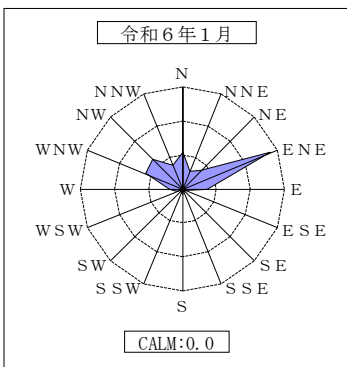 令和６年１月
Ｎ
ＮＮＷ ＮＮＥ
ＮＷ ＮＥ
ＷＮＷ ＥＮＥ
Ｗ Ｅ
ＷＳＷ ＥＳＥ
ＳＷ ＳＥ
ＳＳＷ ＳＳＥ
Ｓ
CALM:0.0